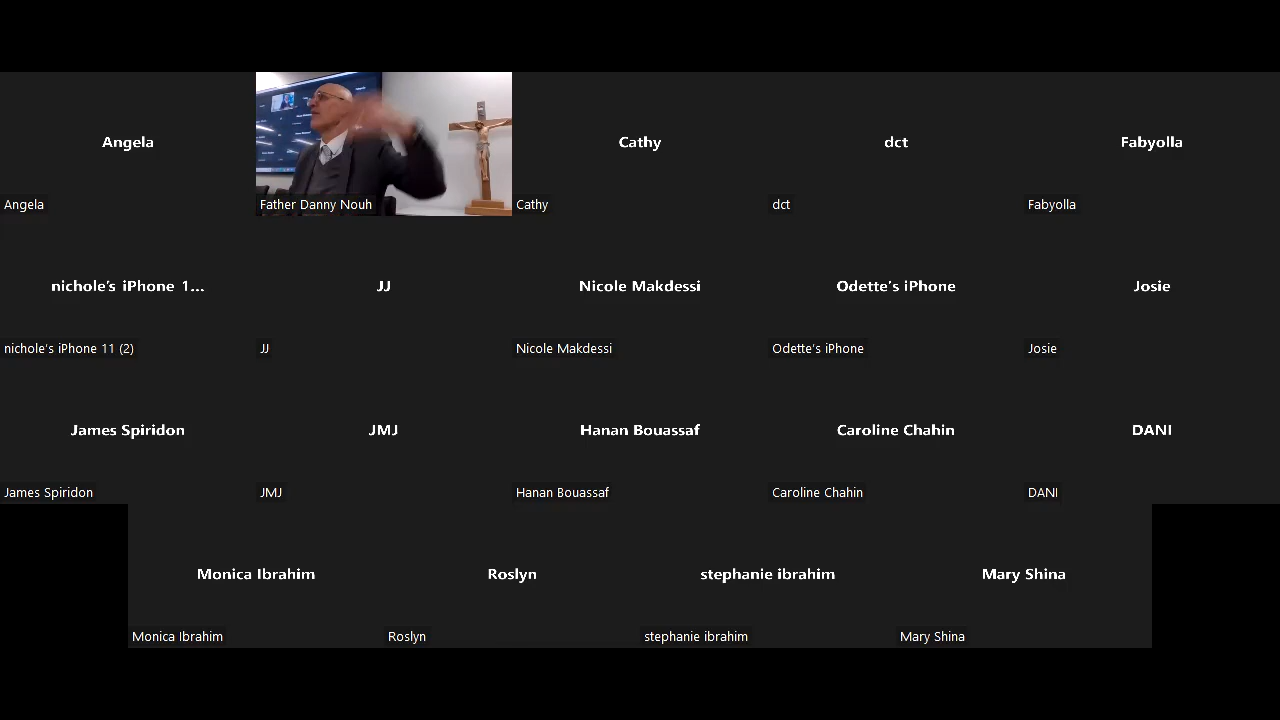 Angela
Angela
Father Danny Nouh
Cathy
Cathy
dct
dct
Fabyolla
Fabyolla
nichole's iPhone 1...
nichole's iPhone 11 (2)
JJ
JJ
Nicole Makdessi
Nicole Makdessi
Odette's iPhone
Odette's iPhone
Josie
Josie
James Spiridon
James Spiridon
JMJ
JMJ
Hanan Bouassaf
Hanan Bouassaf
Caroline Chahin
Caroline Chahin
DANI
DANI
Monica Ibrahim
Monica Ibrahim
Roslyn
Roslyn
stephanie ibrahim
stephanie ibrahim
Mary Shina
Mary Shina